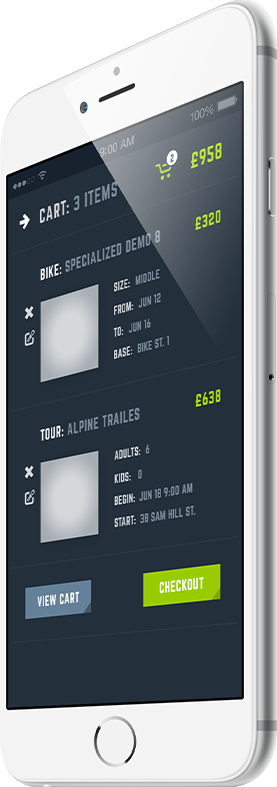 9:00 AM
100%
2
£958
CART: 3 ITEMS
£320
BIKE: SPECIALIZED DEMO 8
SIZE: MIDDLE
FROM: JUN 12
TO: JUN 16
BASE: BIKE ST. 1
£638
TOUR: ALPINE TRAILES
ADULTS: 6
KIDS: 0
BEGIN: JUN 18 9:00 AM
START: 38 SAM HILL ST.
VIEW CART
CHECKOUT